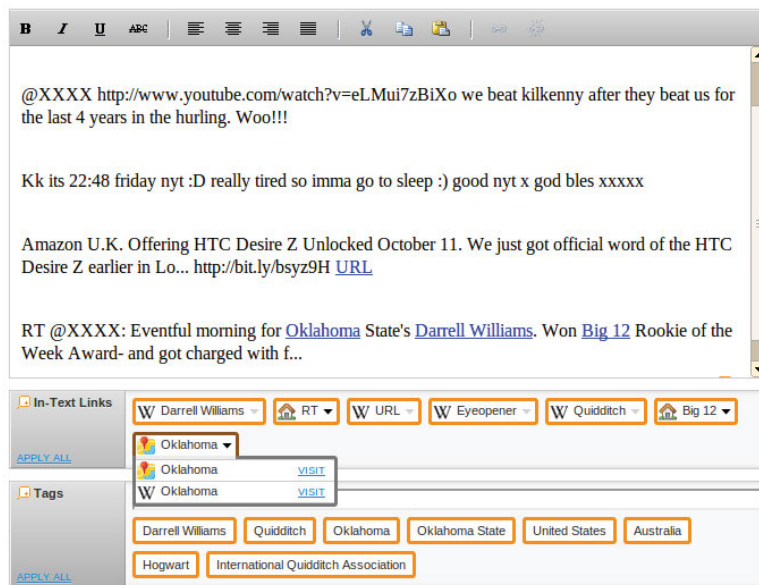 B I U ABC
@XXXX http://www.youtube.com/watch?v=eLMui7zBiXo we beat kilkenny after they beat us for
the last 4 years in the hurling. Woo!!!
Kk its 22:48 friday nyt :D really tired so imma go to sleep :) good nyt x god bles xxxxx
Amazon U.K. Offering HTC Desire Z Unlocked October 11. We just got official word of the HTC
Desire Z earlier in Lo... http://bit.ly/bsyz9H URL
RT @XXXX: Eventful morning for Oklahoma State's Darrell Williams. Won Big 12 Rookie of the
Week Award- and got charged with f...
In-Text Links
W Darrell Williams RT W URL W Eyeopener W Quidditch Big 12
Oklahoma
APPLY ALL
Oklahoma VISIT
W Oklahoma VISIT
Tags
Darrell Williams Quidditch Oklahoma Oklahoma State United States Australia
Hogwart International Quidditch Association
APPLY ALL